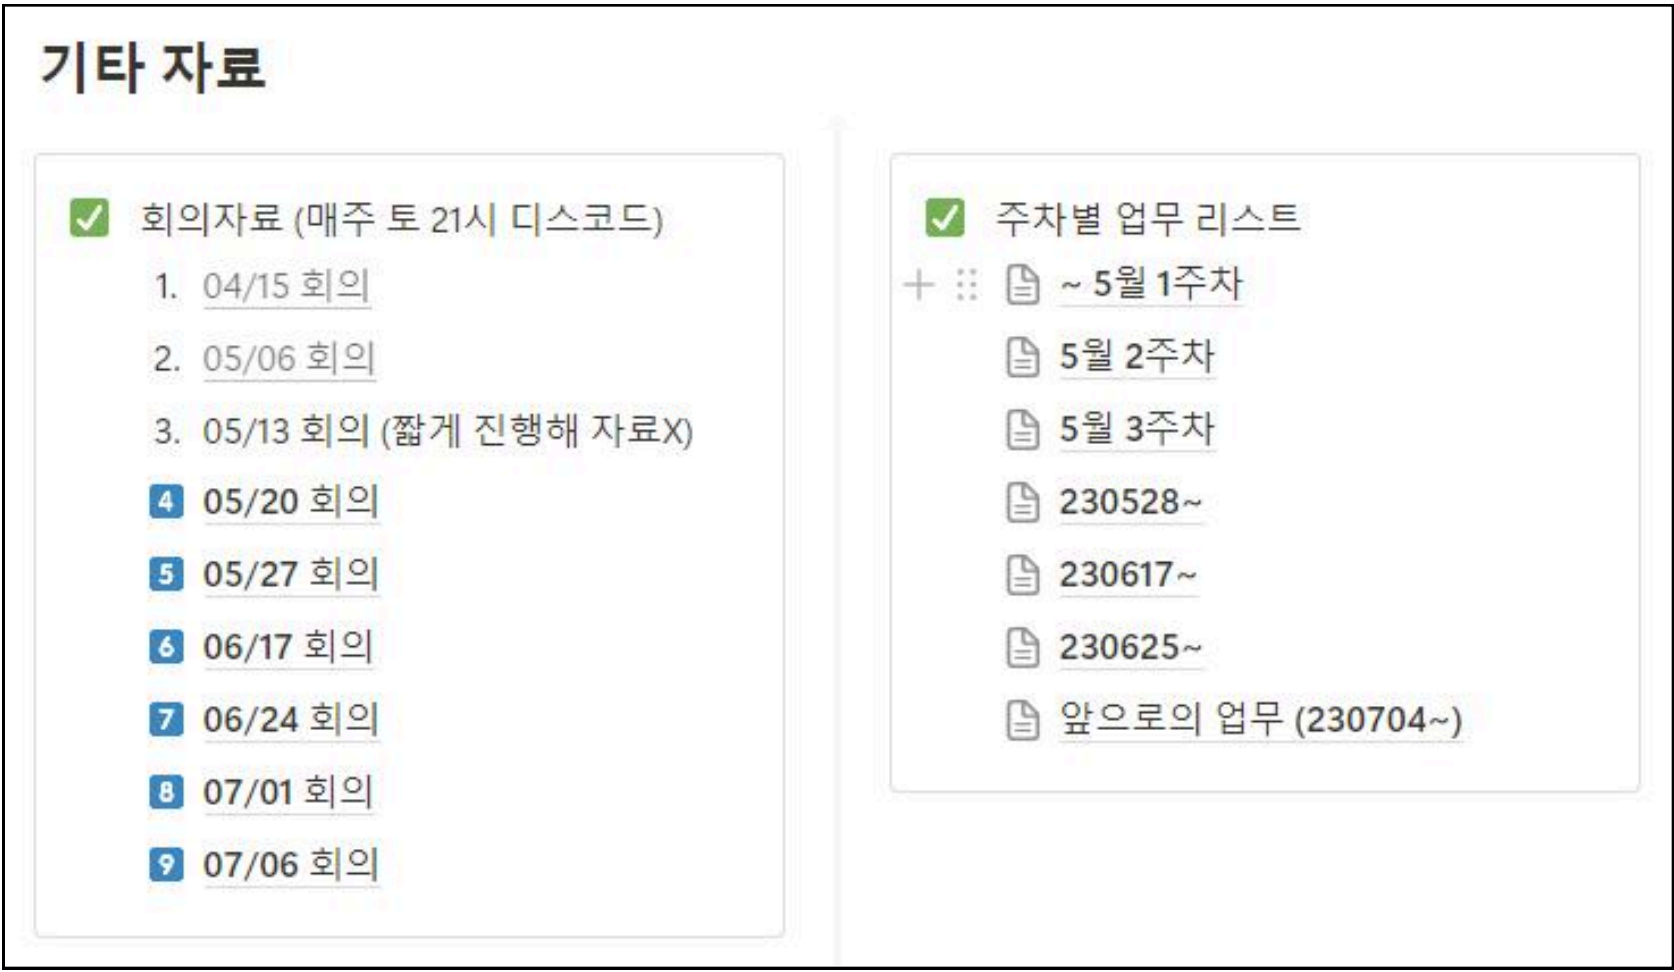 기타 자료
✅ 회의자료 (매주 토 21시 디스코드)
1. 04/15 회의
2. 05/06 회의
3. 05/13 회의 (짧게 진행해 자료X)
4 05/20 회의
5 05/27 회의
6 06/17 회의
7 06/24 회의
8 07/01 회의
9 07/06 회의
✅ 주차별 업무 리스트
~ 5월 1주차
5월 2주차
5월 3주차
230528~
230617~
230625~
앞으로의 업무 (230704~)